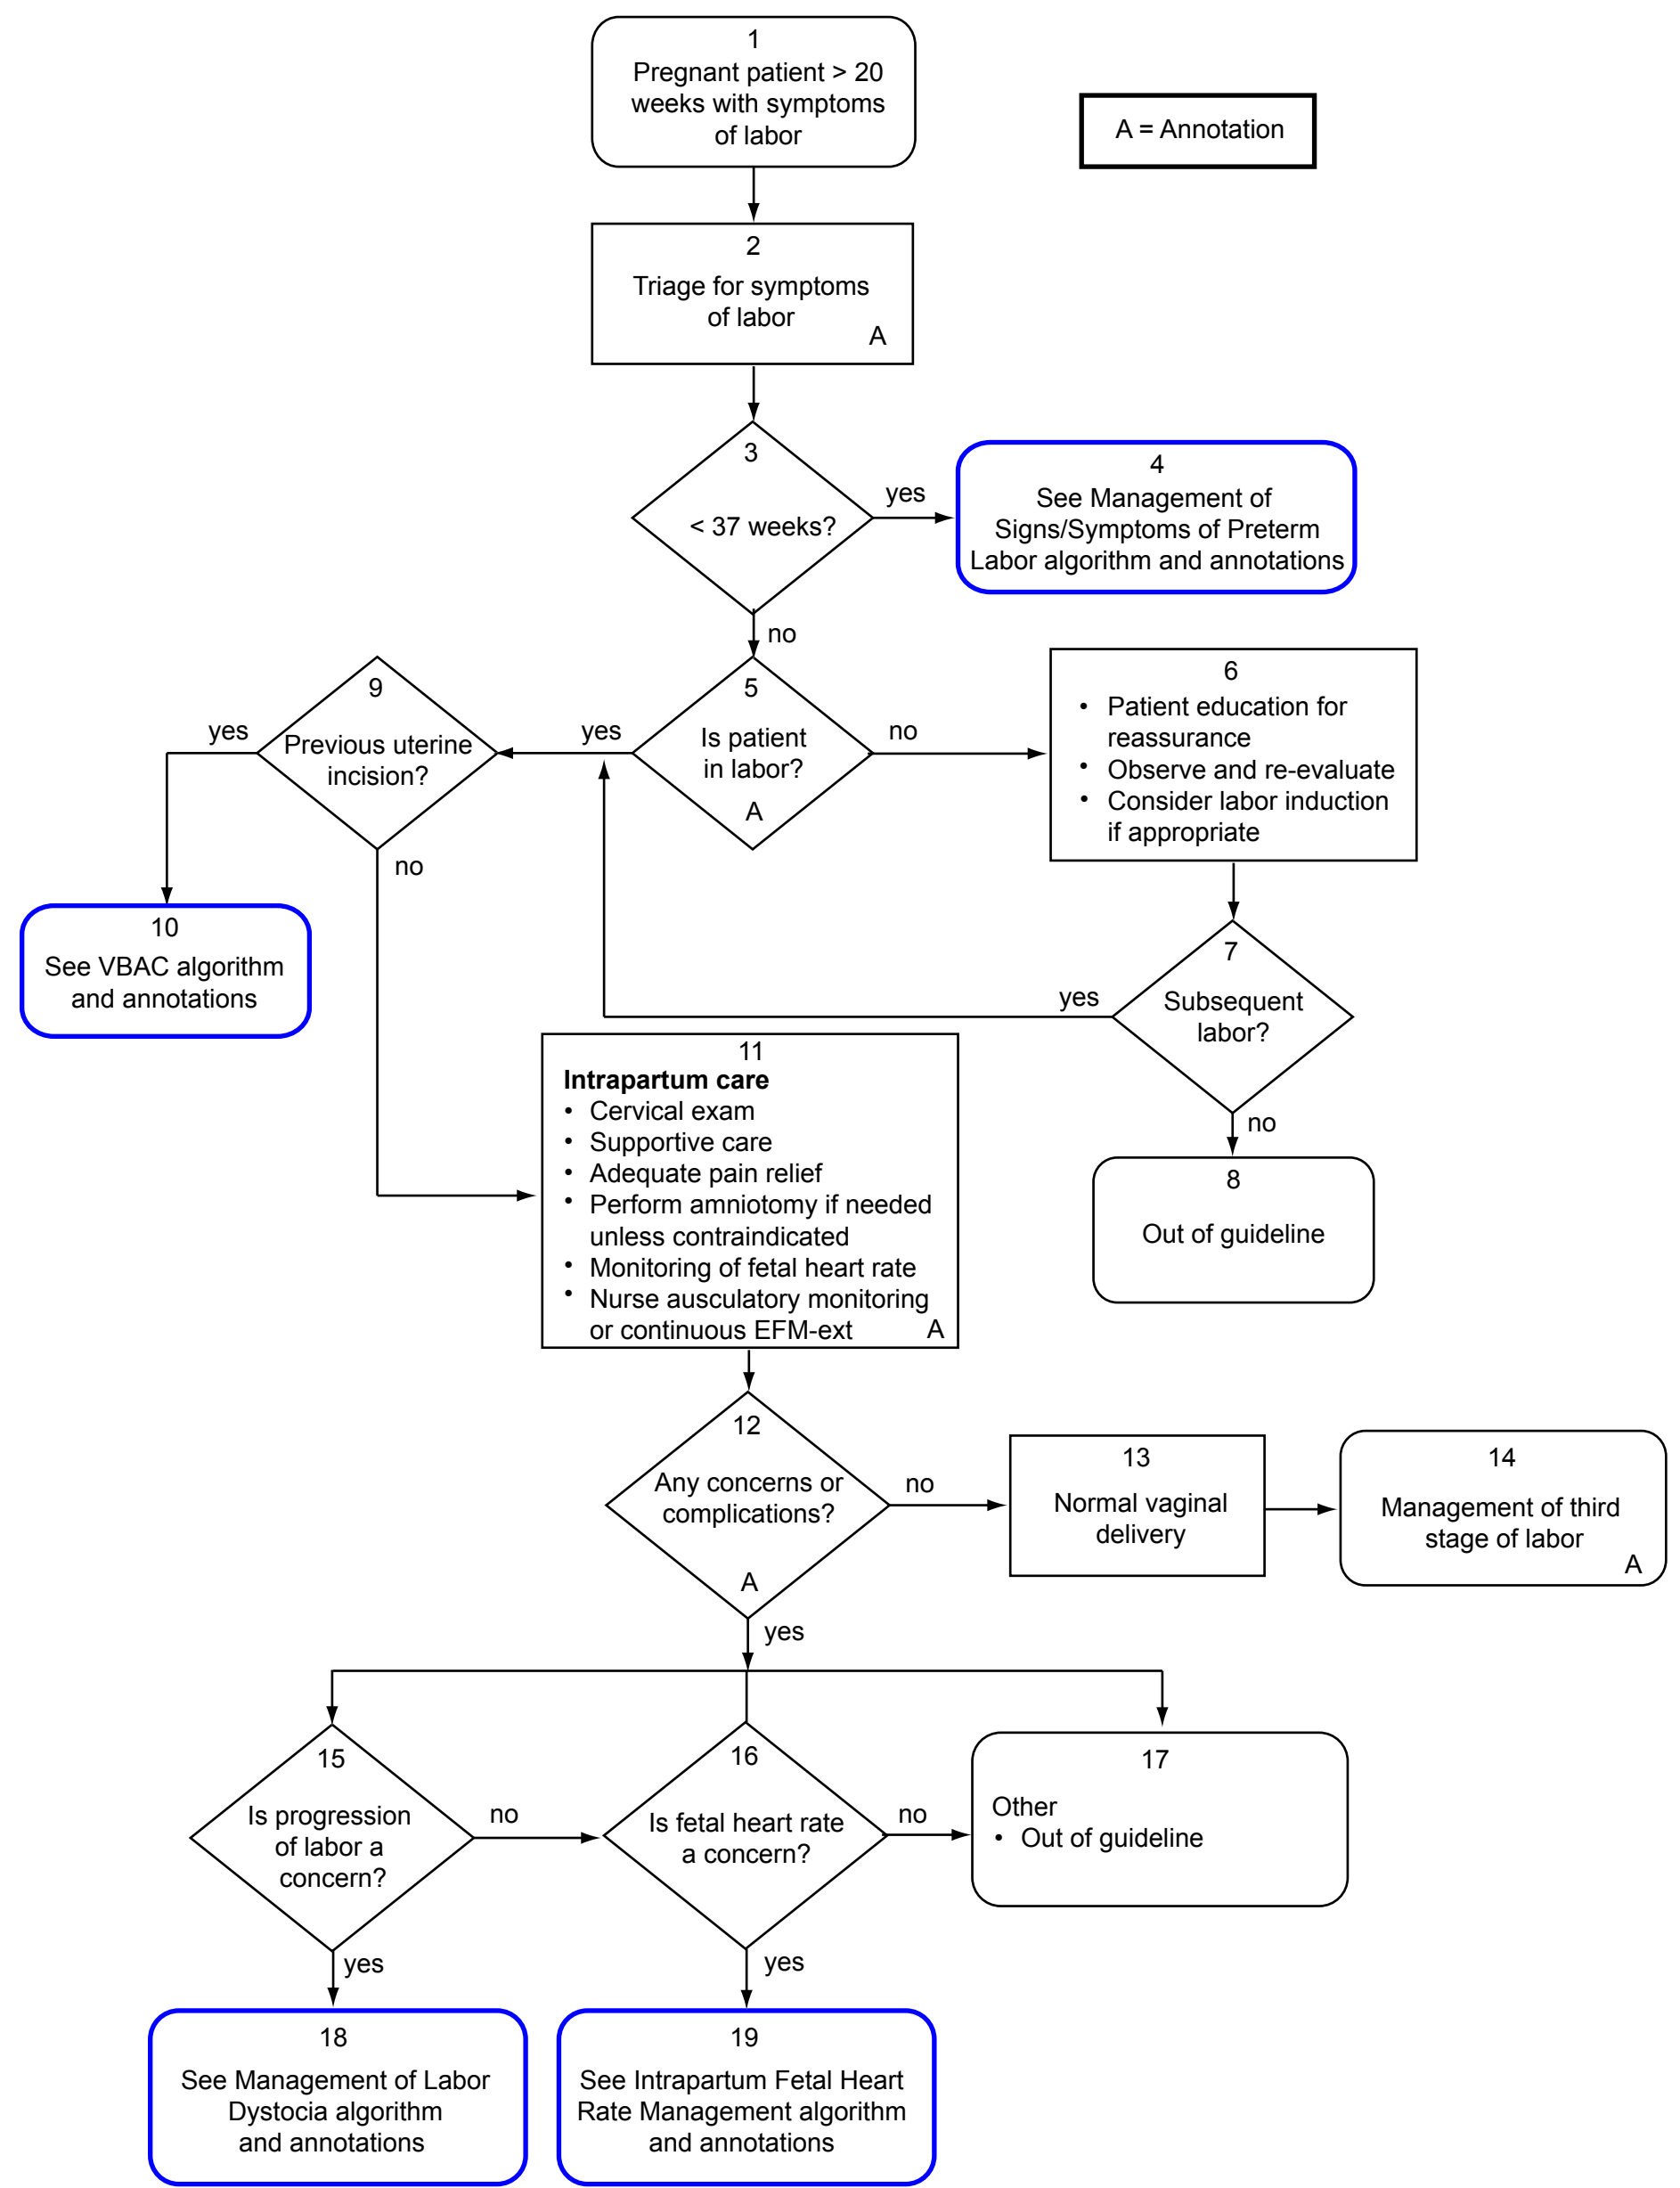 1
Pregnant patient > 20
weeks with symptoms
of labor
A = Annotation
2
Triage for symptoms
of labor
A
3
< 37 weeks?
yes
no
4
See Management of
Signs/Symptoms of Preterm
Labor algorithm and annotations
5
Is patient
in labor?
A
yes
no
6
• Patient education for
reassurance
• Observe and re-evaluate
• Consider labor induction
if appropriate
9
Previous uterine
incision?
yes
no
10
See VBAC algorithm
and annotations
7
Subsequent
labor?
yes
no
8
Out of guideline
11
Intrapartum care
• Cervical exam
• Supportive care
• Adequate pain relief
• Perform amniotomy if needed
unless contraindicated
• Monitoring of fetal heart rate
• Nurse ausculatory monitoring
or continuous EFM-ext
A
12
Any concerns or
complications?
A
no
yes
13
Normal vaginal
delivery
14
Management of third
stage of labor
A
15
Is progression
of labor a
concern?
no
yes
16
Is fetal heart rate
a concern?
no
yes
17
Other
• Out of guideline
18
See Management of Labor
Dystocia algorithm
and annotations
19
See Intrapartum Fetal Heart
Rate Management algorithm
and annotations